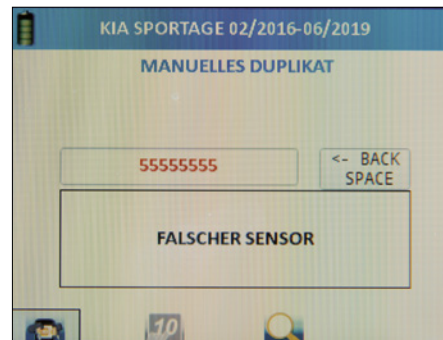 KIA SPORTAGE 02/2016-06/2019
MANUELLES DUPLIKAT
55555555
<- BACK
SPACE
FALSCHER SENSOR
10